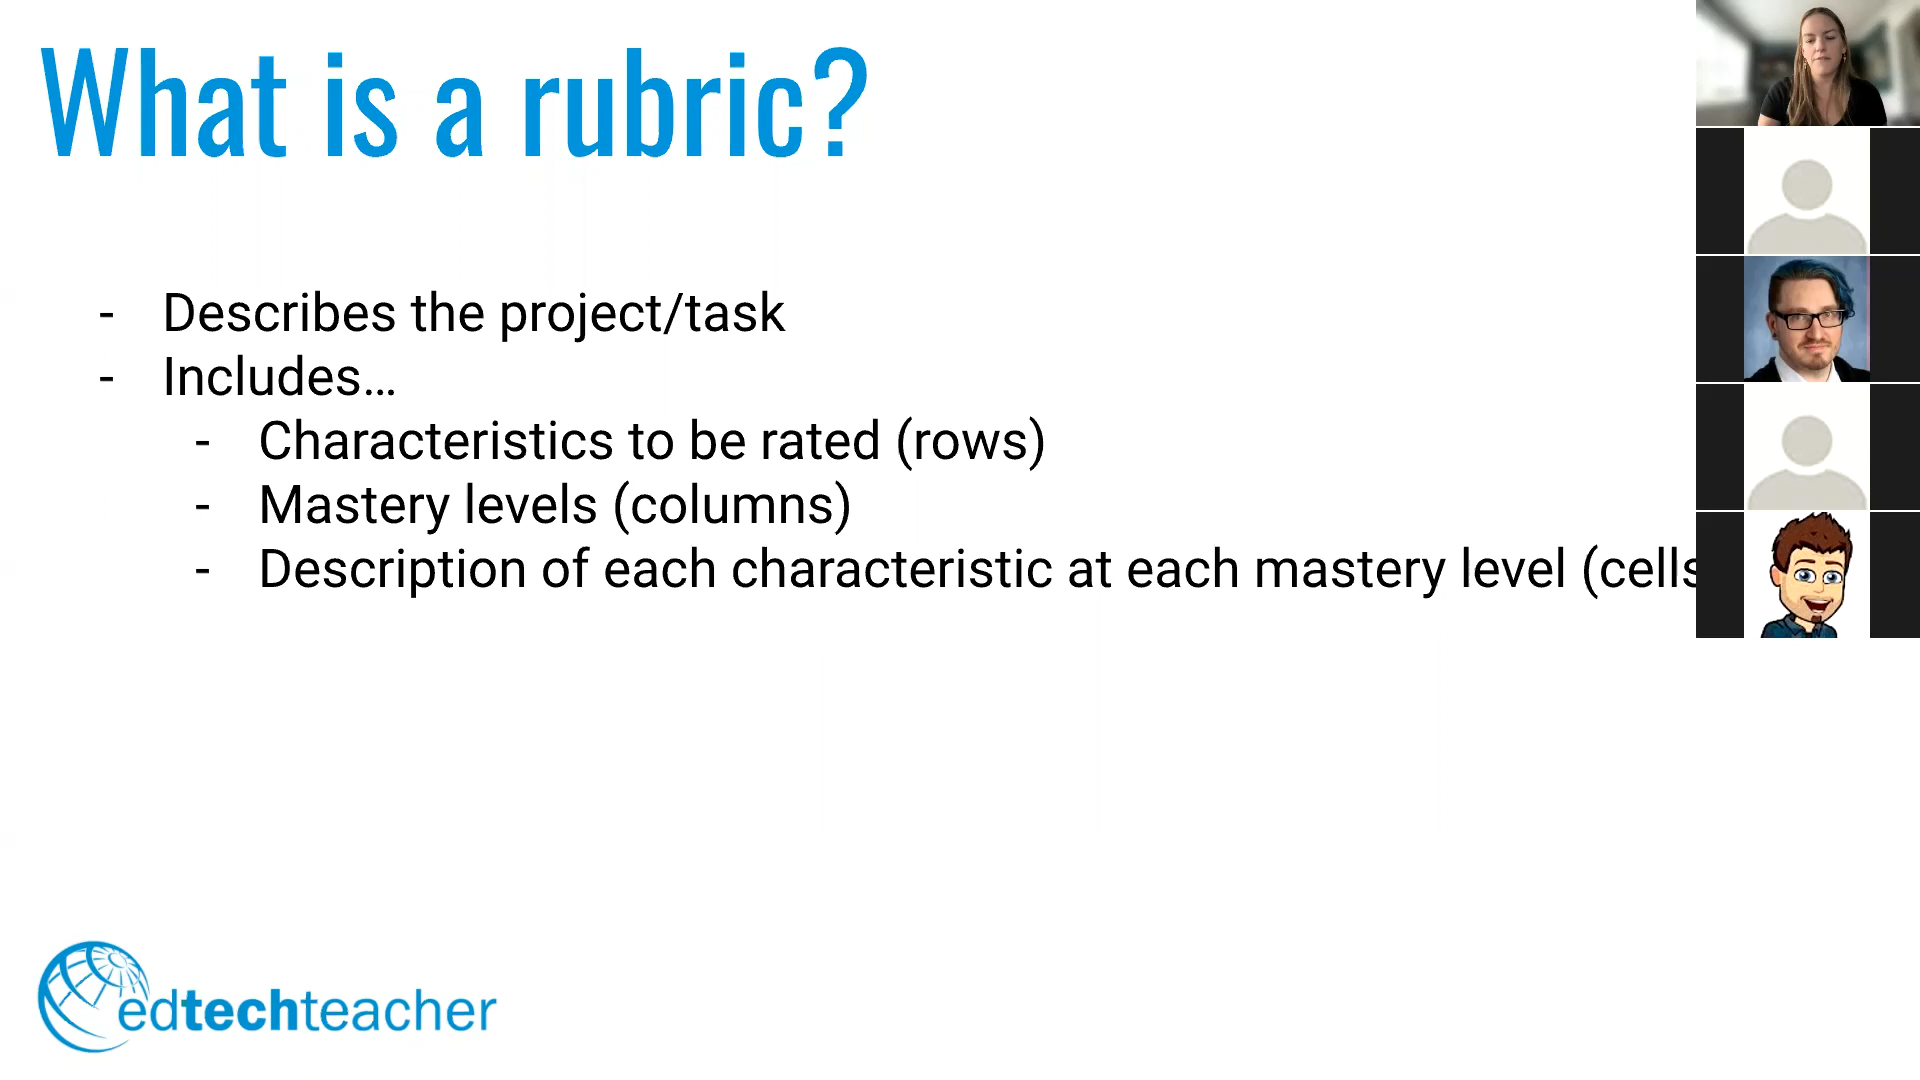 What is a rubric?
- Describes the project/task
- Includes...
- Characteristics to be rated (rows)
- Mastery levels (columns)
- Description of each characteristic at each mastery level (cells
edtechteacher